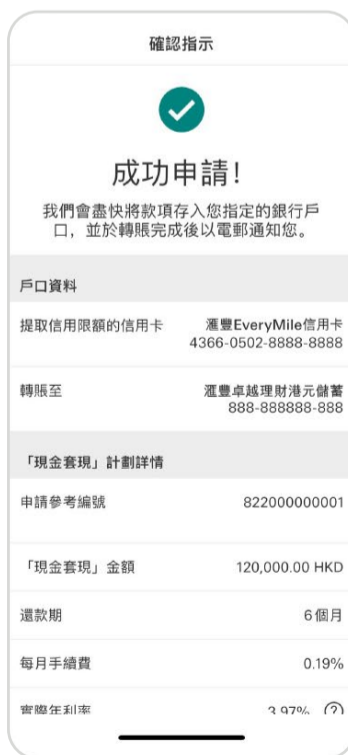 確認指示
成功申請!
我們會盡快將款項存入您指定的銀行戶
口，並於轉賬完成後以電郵通知您。
戶口資料
提取信用限額的信用卡 滙豐EveryMile信用卡
4366-0502-8888-8888
轉賬至 滙豐卓越理財港元儲蓄
888-888888-888
「現金套現」計劃詳情
申請參考編號 822000000001
「現金套現」金額 120,000.00 HKD
還款期 6個月
每月手續費 0.19%
實際年利率 3.97%